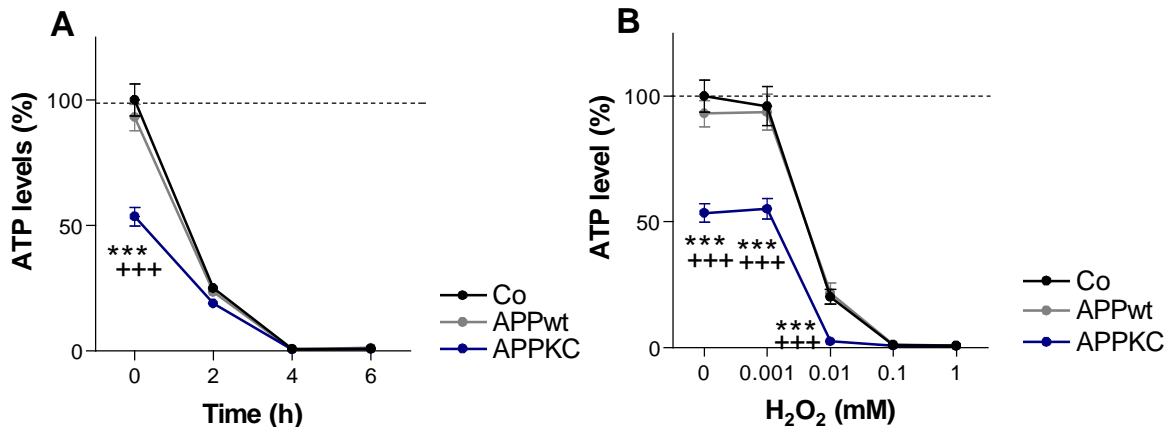 A
ATP levels (%)
100
50
0
***
+++
0 2 4 6
Time (h)
Co
APPwt
APPKC
B
ATP level (%)
100
50
0
*** ***
+++ +++
***
+++
0 0.001 0.01 0.1 1
H₂O₂ (mM)
Co
APPwt
APPKC